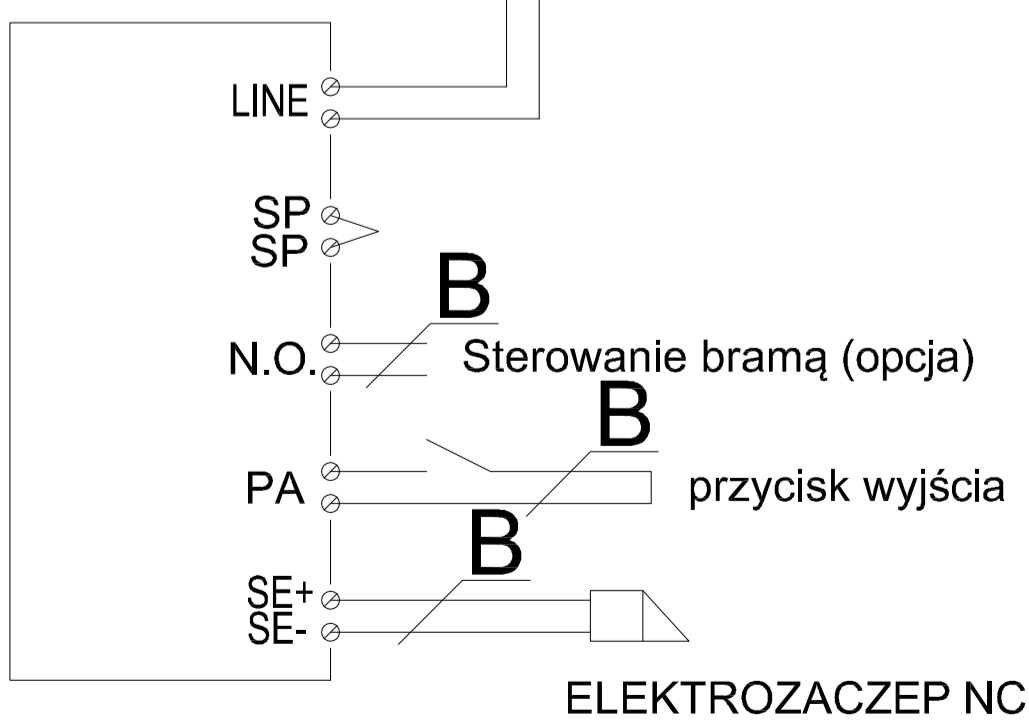 LINE
SP
SP
B
N.O.
Sterowanie bramą (opcja)
B
PA
przycisk wyjścia
B
SE+
SE-
ELEKTROZACZEP NC